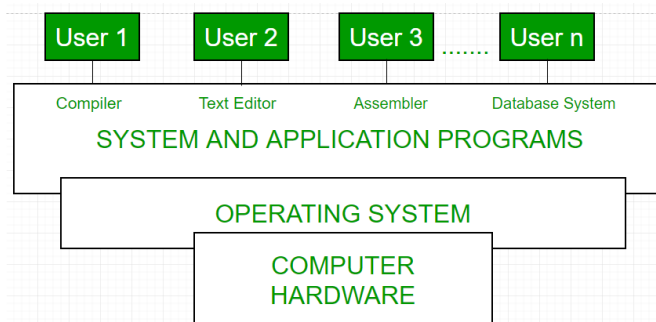 User 1 User 2 User 3 ....... User n
Compiler Text Editor Assembler Database System
SYSTEM AND APPLICATION PROGRAMS
OPERATING SYSTEM
COMPUTER
HARDWARE